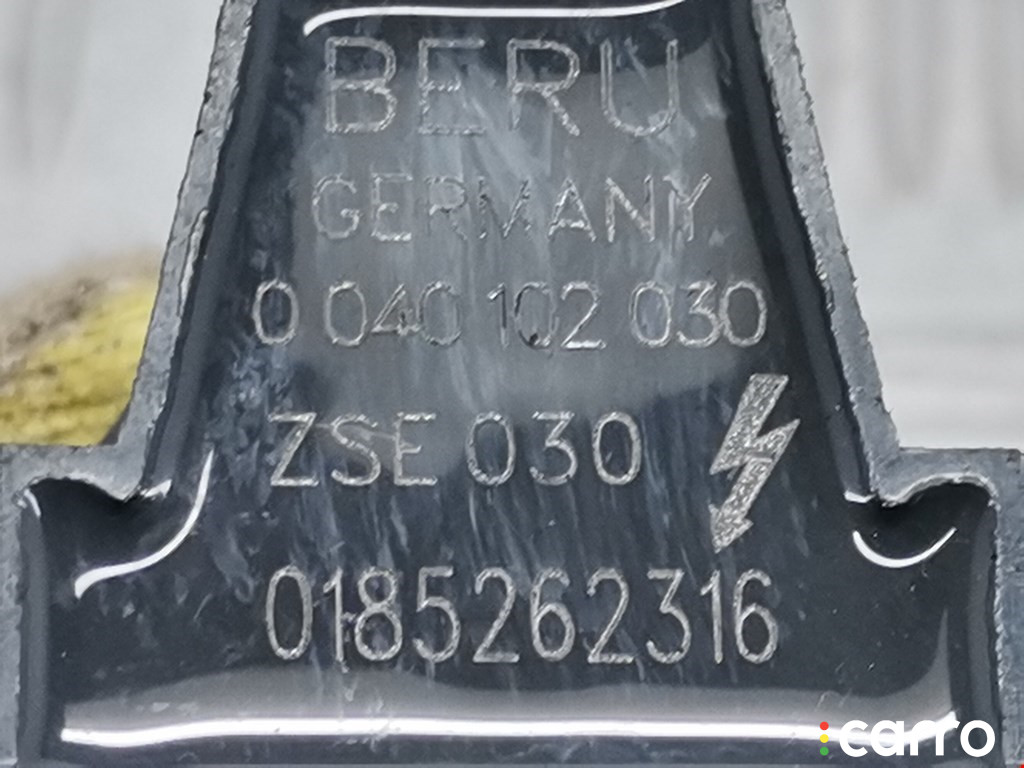 BERU
GERMANY
0 040 102 030
ZSE 030
0185262316
carro